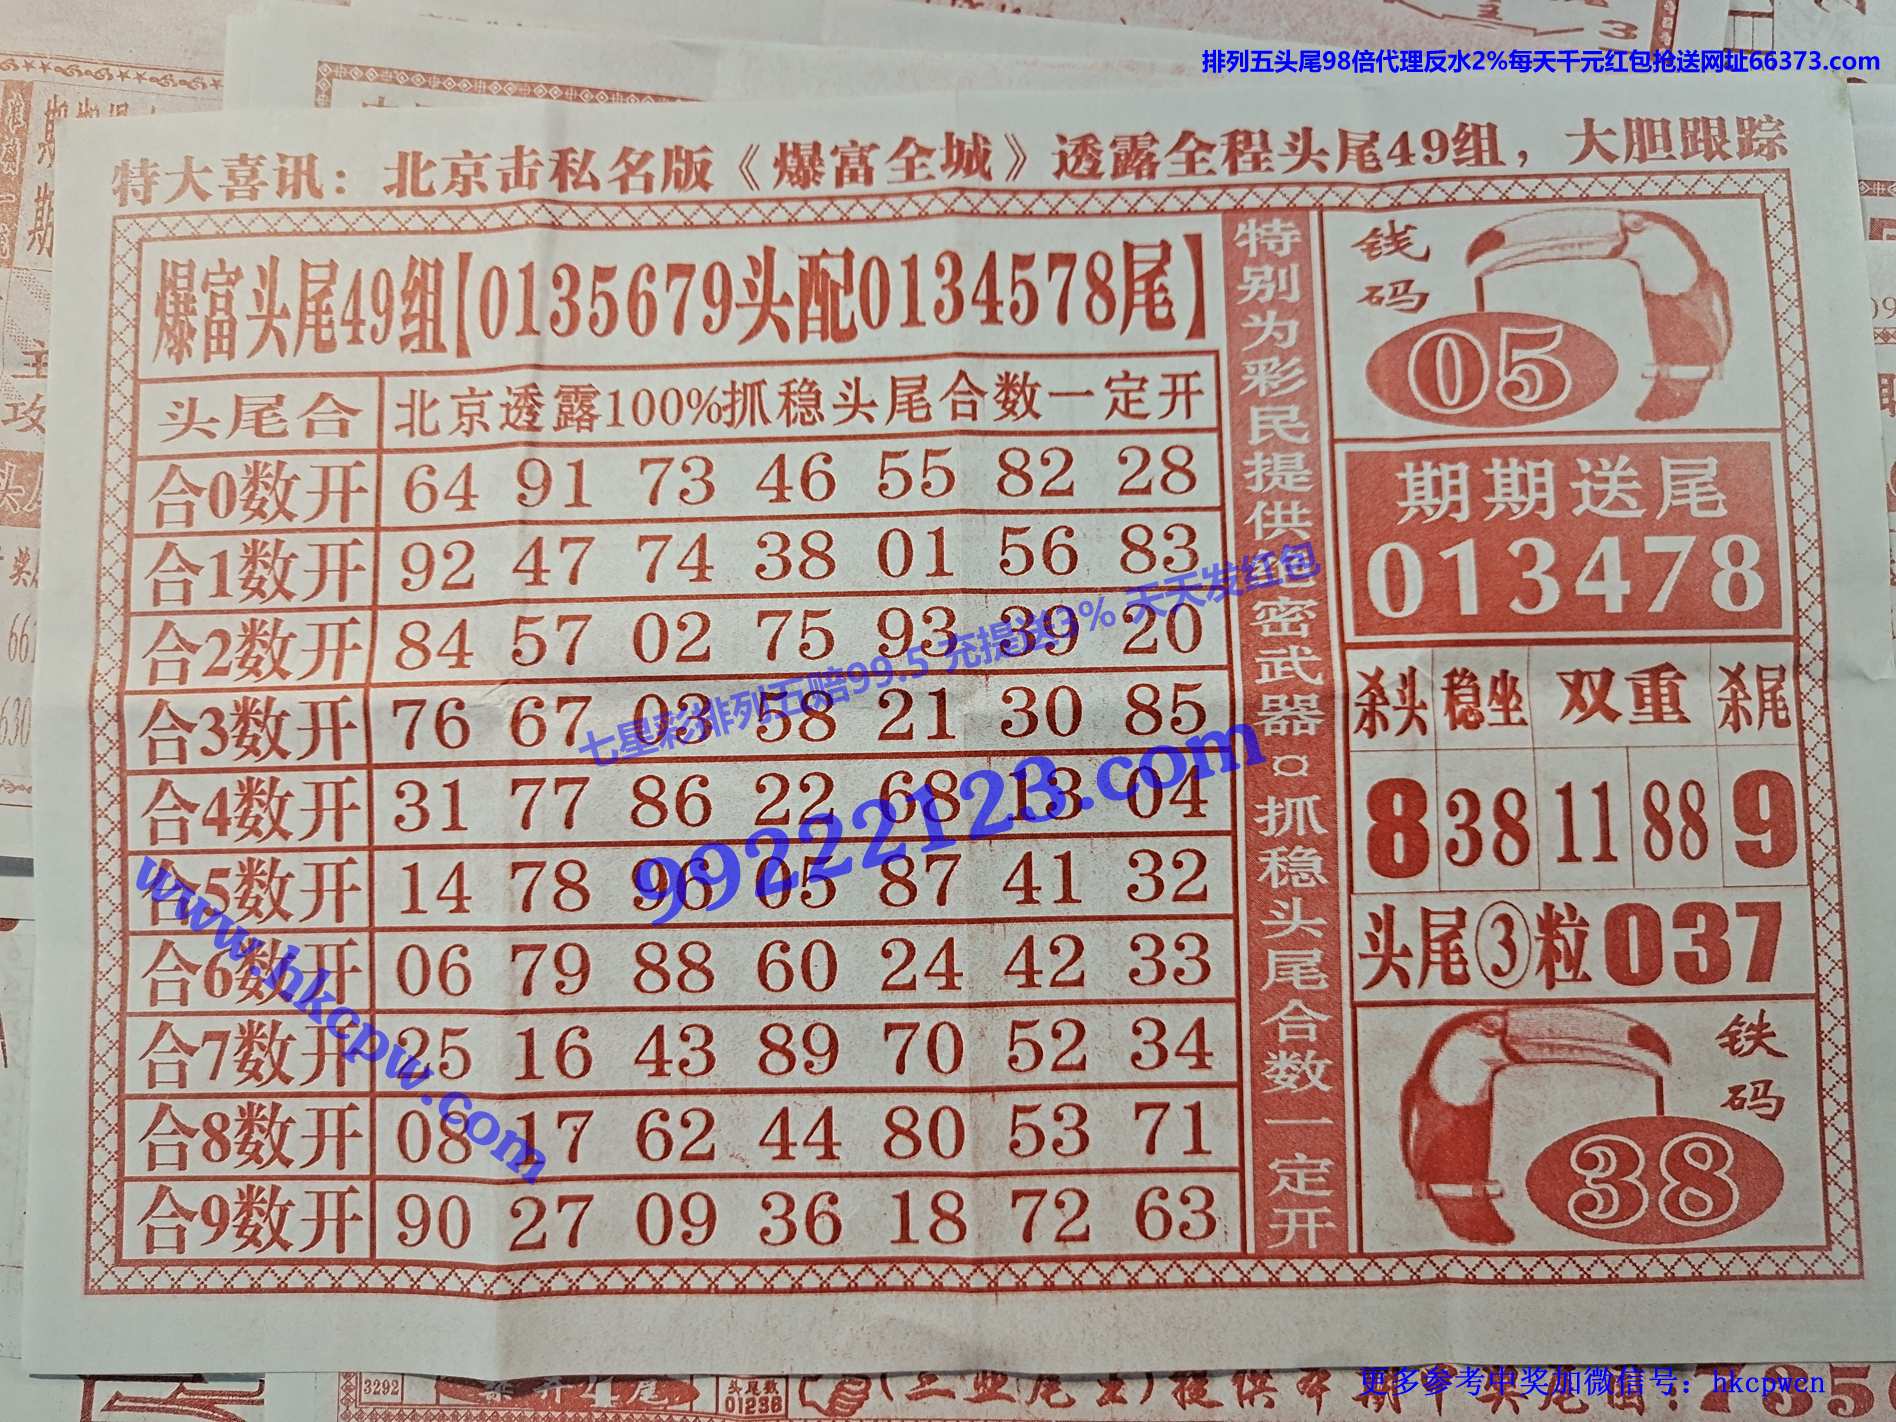 排列五头尾98倍代理反水2%每天千元红包抢送网址66373.com
特大喜讯：北京击私名版《爆富全城》透露全程头尾49组，大胆跟踪
爆富头尾49组【0135679头配0134578尾】
头尾合 北京透露100%抓稳头尾合数一定开
合0数开 64 91 73 46 55 82 28
合1数开 92 47 74 38 01 56 83
合2数开 84 57 02 75 93 39 20
合3数开 76 67 03 58 21 30 85
合4数开 31 77 86 22 68 13 04
合5数开 14 78 96 05 87 41 32
合6数开 06 79 88 60 24 42 33
合7数开 25 16 43 89 70 52 34
合8数开 08 17 62 44 80 53 71
合9数开 90 27 09 36 18 72 63
特别为彩民提供绝密武器¤抓稳头尾合数一定开
钱码
05
期期送尾
013478
杀头 稳坐 双重 杀尾
8 38 11 88 9
头尾③粒037
铁码
38
七星彩排列五赔99.5 充提送3% 天天发红包
99222123.com
www.hkcpw.com
3292
头尾数
01236
更多参考中奖加微信号：hkcpwcn